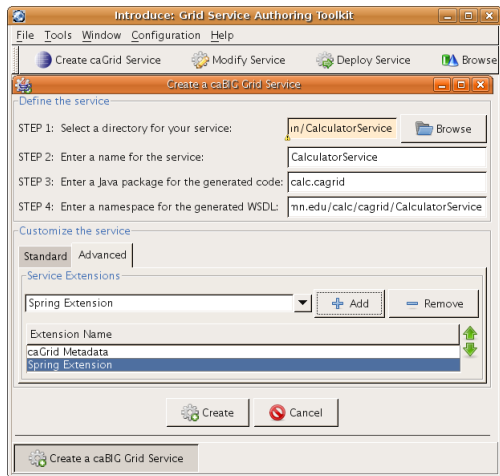 Introduce: Grid Service Authoring Toolkit
File Tools Window Configuration Help
Create caGrid Service Modify Service Deploy Service Browse
Create a caBIG Grid Service
Define the service
STEP 1: Select a directory for your service: in/CalculatorService Browse
STEP 2: Enter a name for the service: CalculatorService
STEP 3: Enter a Java package for the generated code: calc.cagrid
STEP 4: Enter a namespace for the generated WSDL: mn.edu/calc/cagrid/CalculatorService
Customize the service
Standard Advanced
Service Extensions
Spring Extension Add Remove
Extension Name
caGrid Metadata
Spring Extension
Create Cancel
Create a caBIG Grid Service